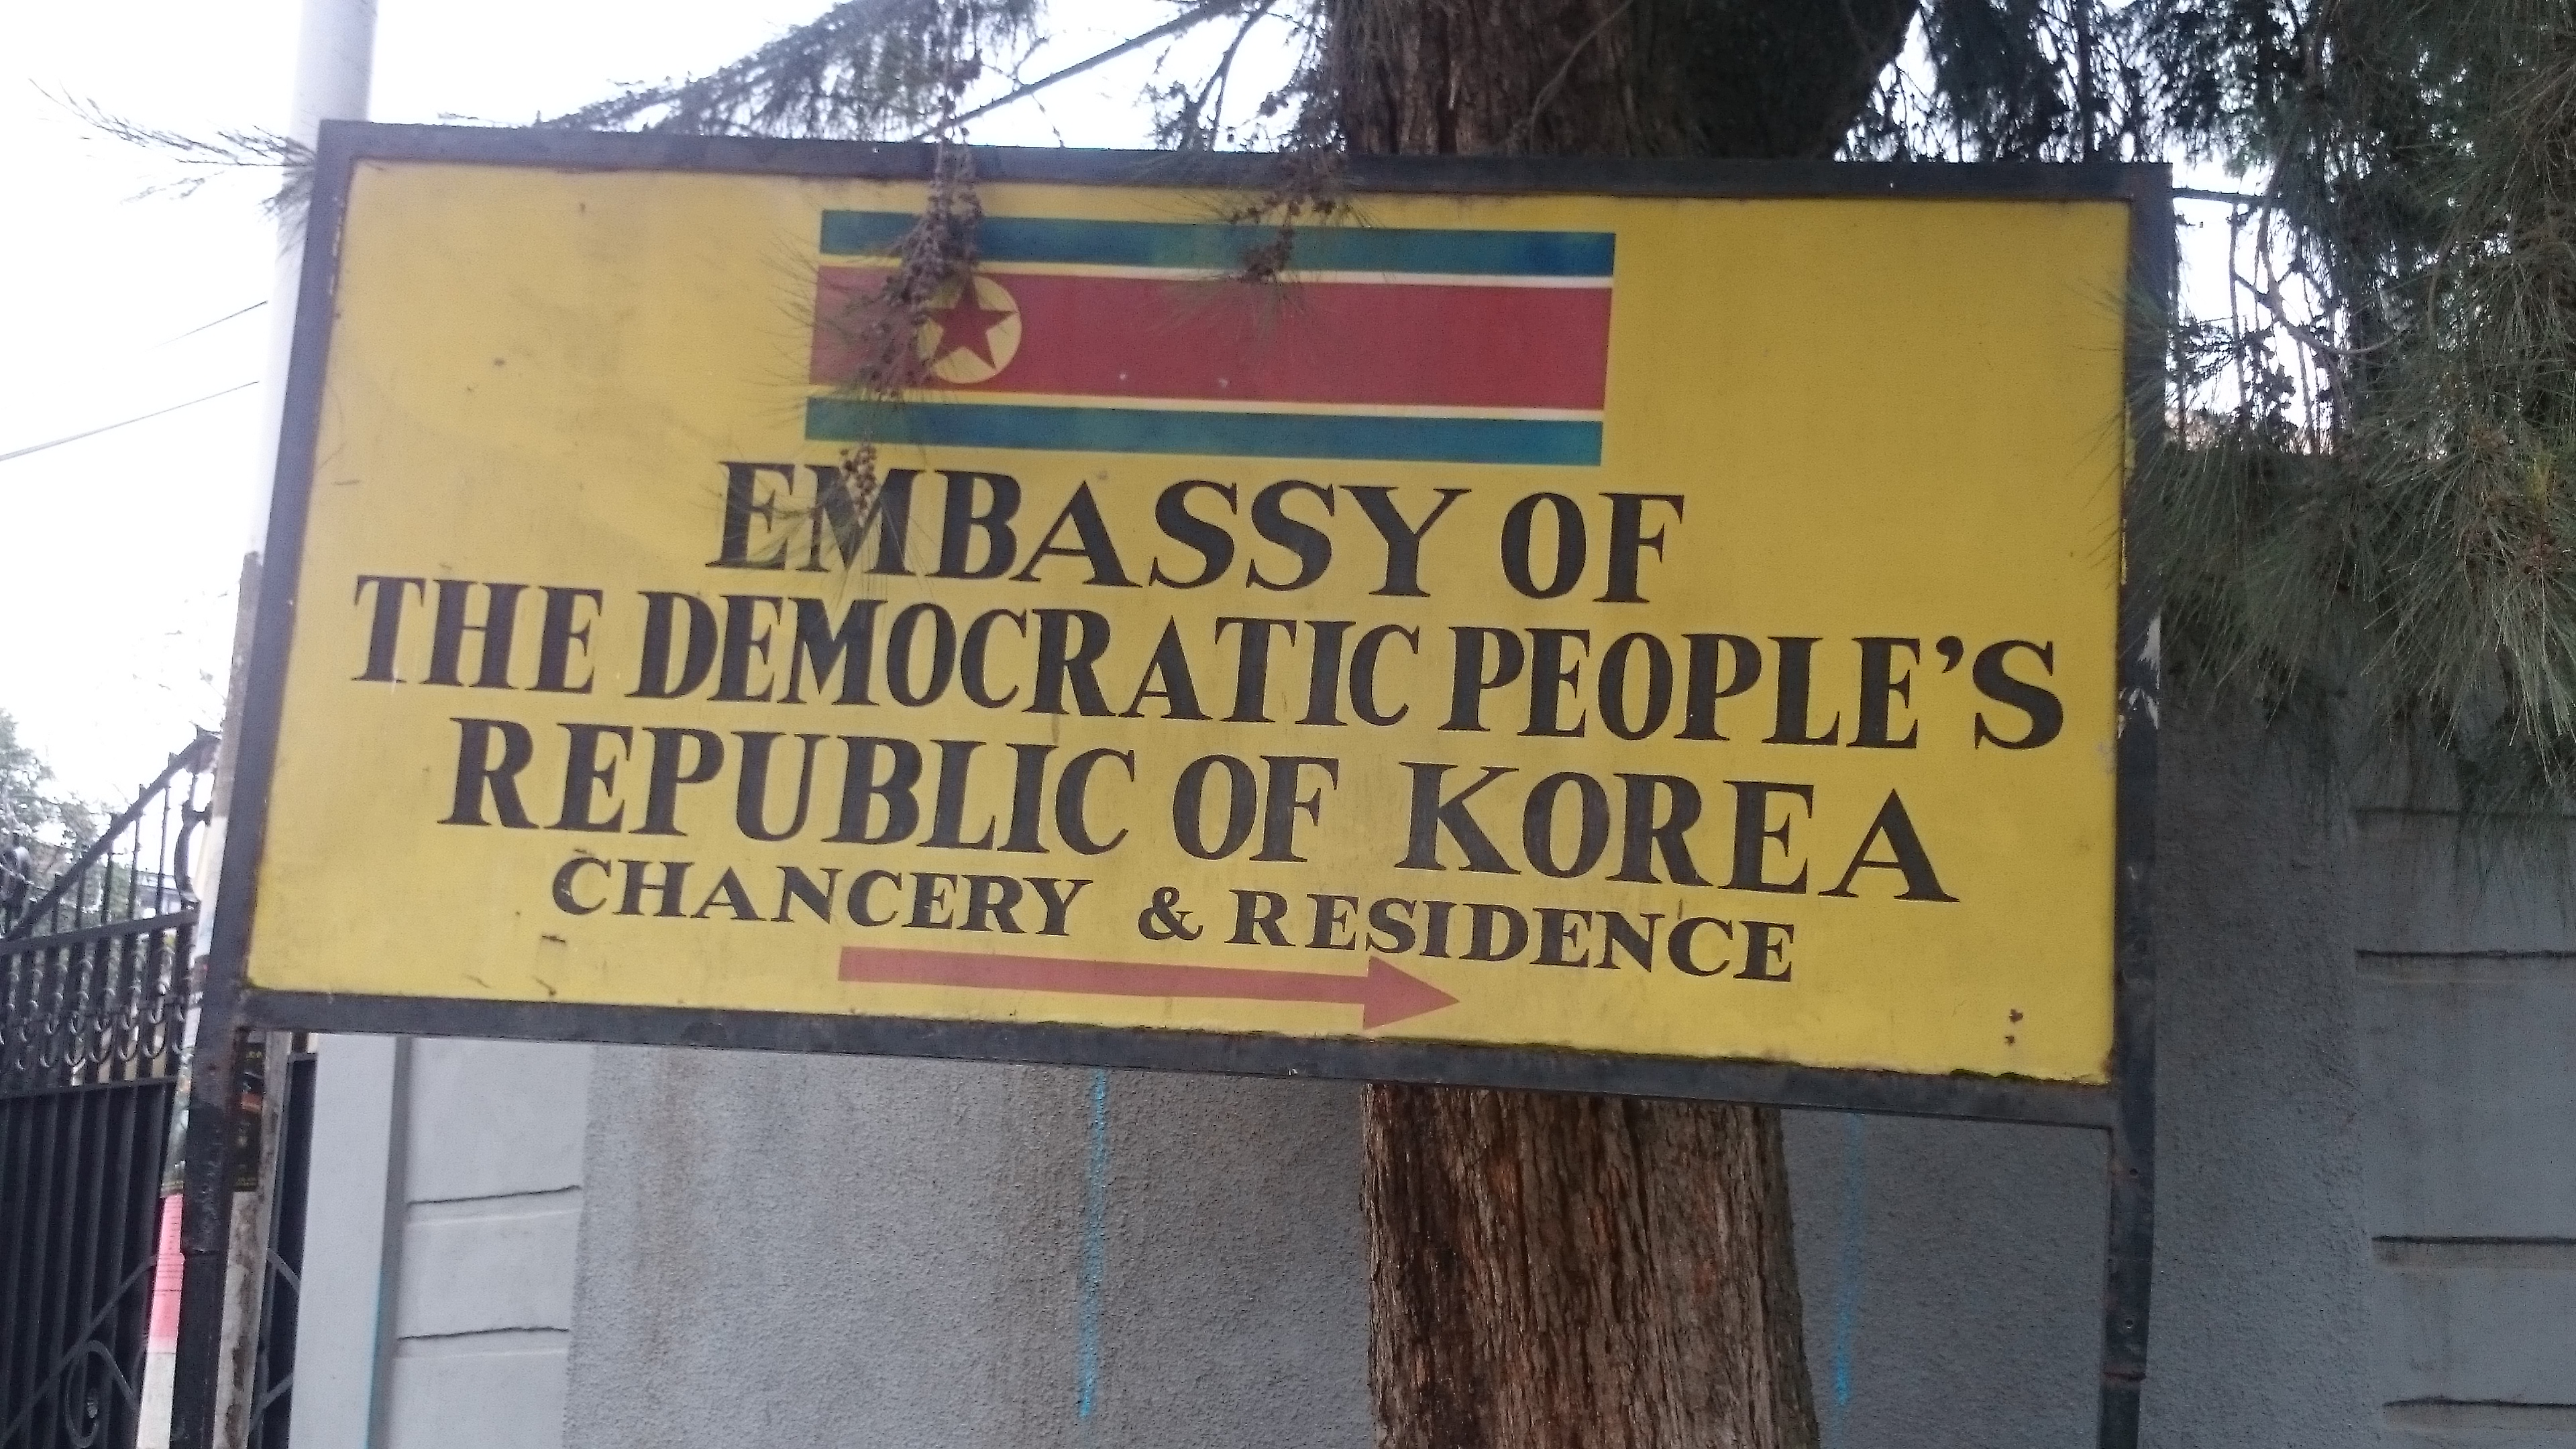 EMBASSY OF
THE DEMOCRATIC PEOPLE'S
REPUBLIC OF KOREA
CHANCERY & RESIDENCE